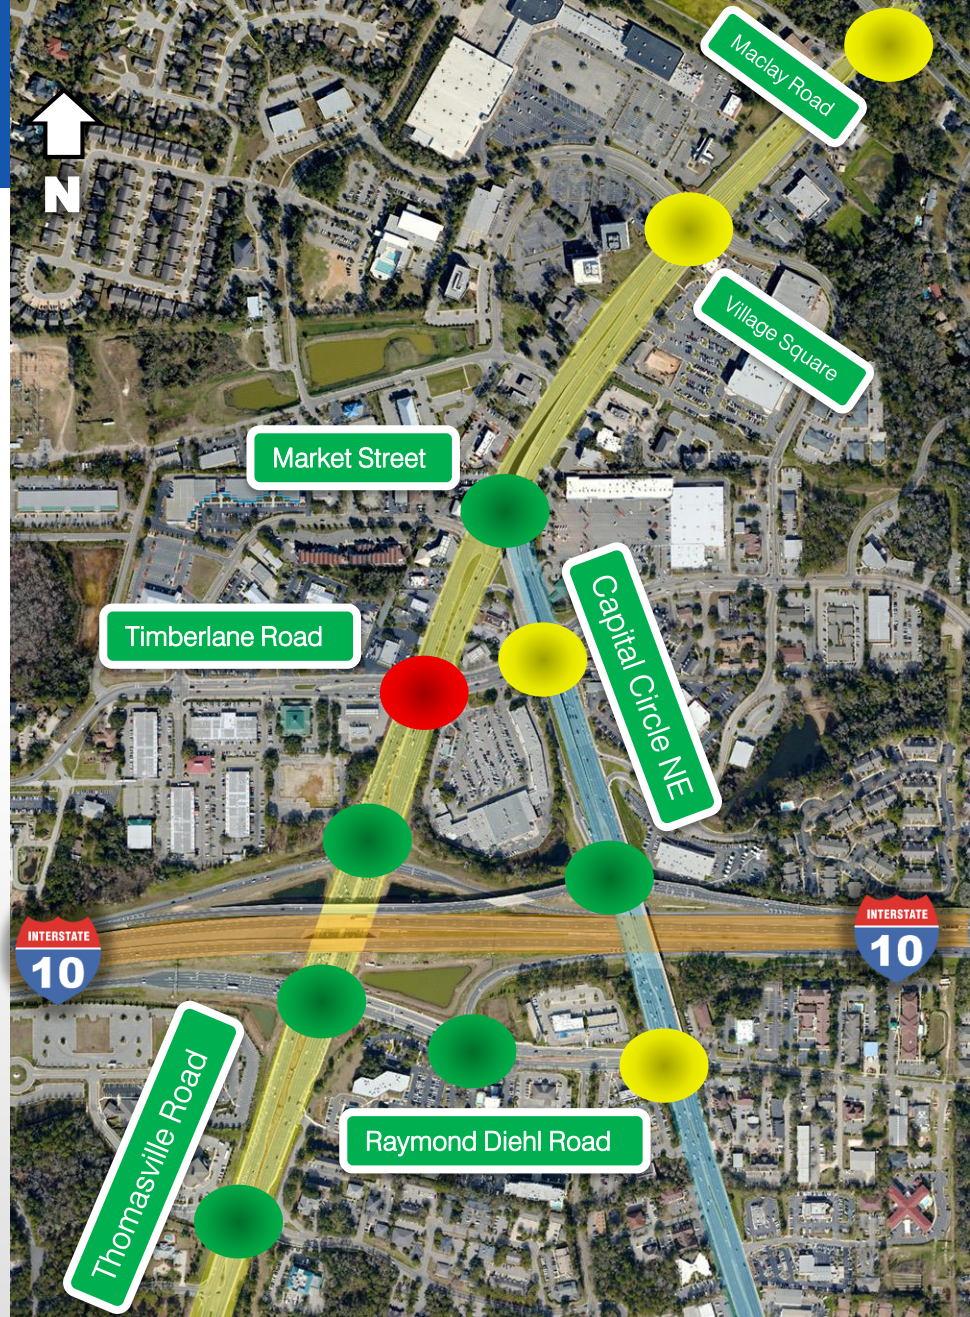 Maclay Road
N
Village Square
Market Street
Capital Circle NE
Timberlane Road
INTERSTATE
10
INTERSTATE
10
Thomasville Road
Raymond Diehl Road